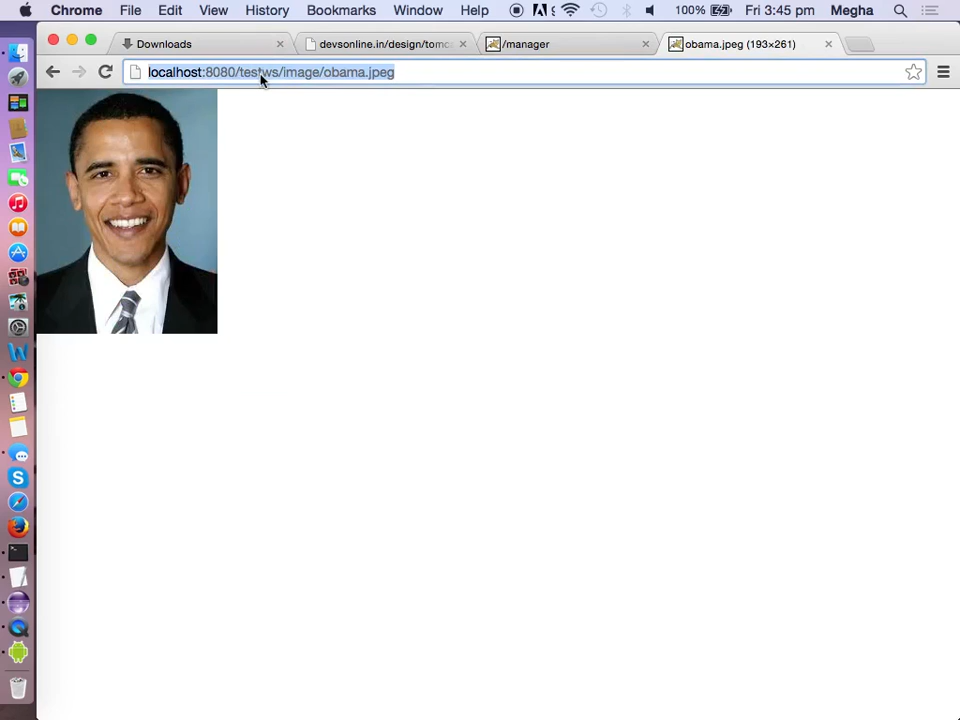 Chrome File Edit View History Bookmarks Window Help 100% Fri 3:45 pm Megha
Downloads devsonline.in/design/tomc /manager obama.jpeg (193×261)
localhost:8080/testws/image/obama.jpeg